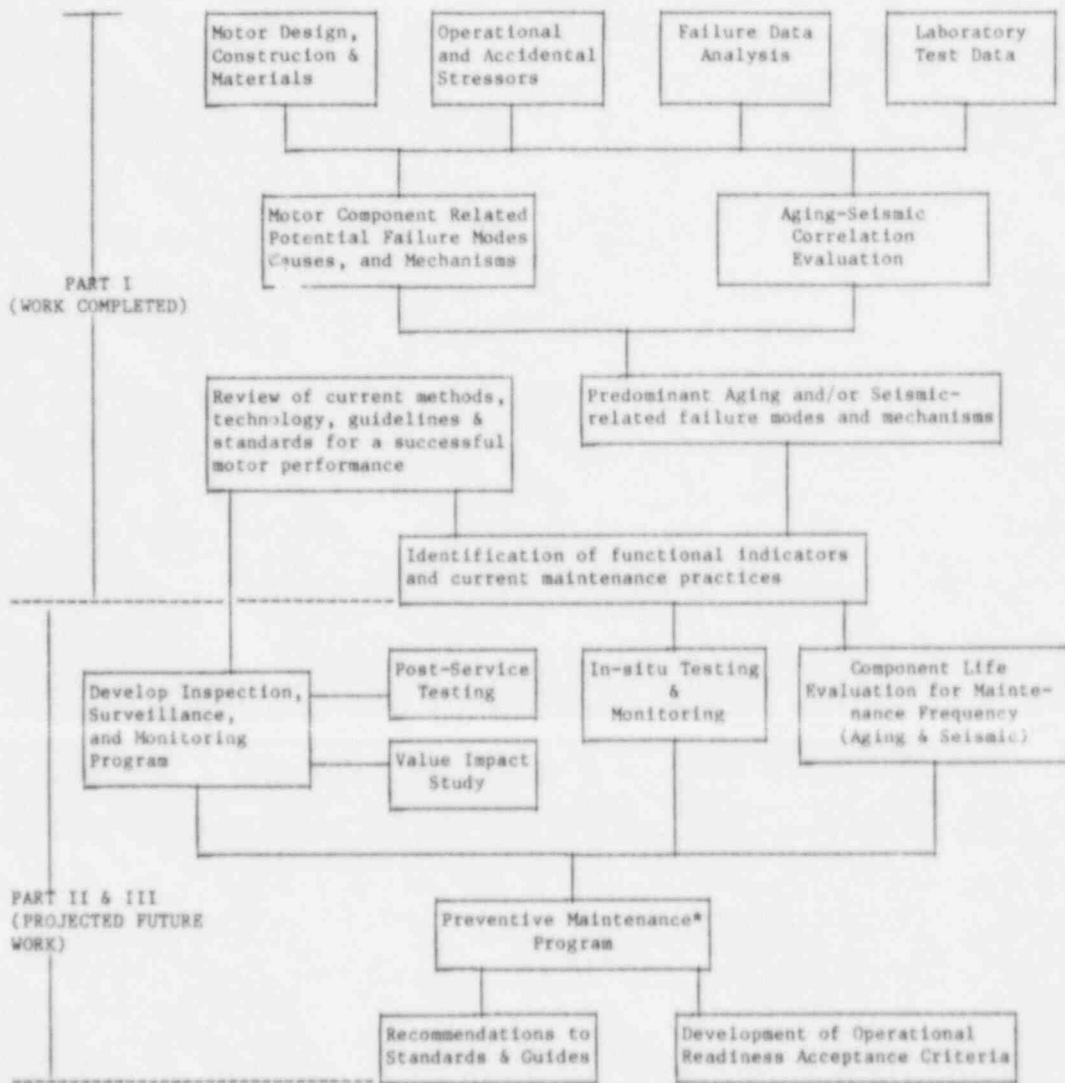 Motor Design,
Construcion &
Materials
Operational
and Accidental
Stressors
Failure Data
Analysis
Laboratory
Test Data
Motor Component Related
Potential Failure Modes
Causes, and Mechanisms
Aging-Seismic
Correlation
Evaluation
PART I
(WORK COMPLETED)
Review of current methods,
technology, guidelines &
standards for a successful
motor performance
Predominant Aging and/or Seismic-
related failure modes and mechanisms
Identification of functional indicators
and current maintenance practices
Develop Inspection,
Surveillance,
and Monitoring
Program
Post-Service
Testing
Value Impact
Study
In-situ Testing
&
Monitoring
Component Life
Evaluation for Mainte-
nance Frequency
(Aging & Seismic)
PART II & III
(PROJECTED FUTURE
WORK)
Preventive Maintenance*
Program
Recommendations to
Standards & Guides
Development of Operational
Readiness Acceptance Criteria